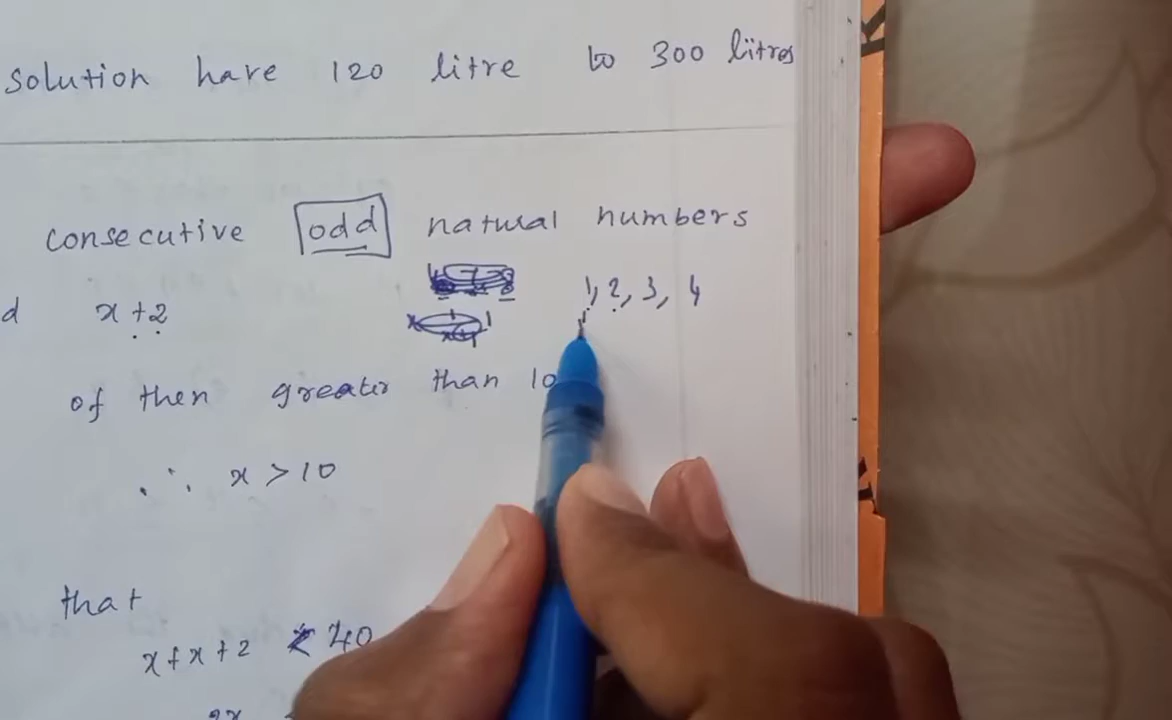 solution have 120 litre to 300 litres
consecutive odd natural numbers
d x + 2 1, 2, 3, 4
of then greater than 10
∴ x > 10
that
x + x + 2 < 40
2x